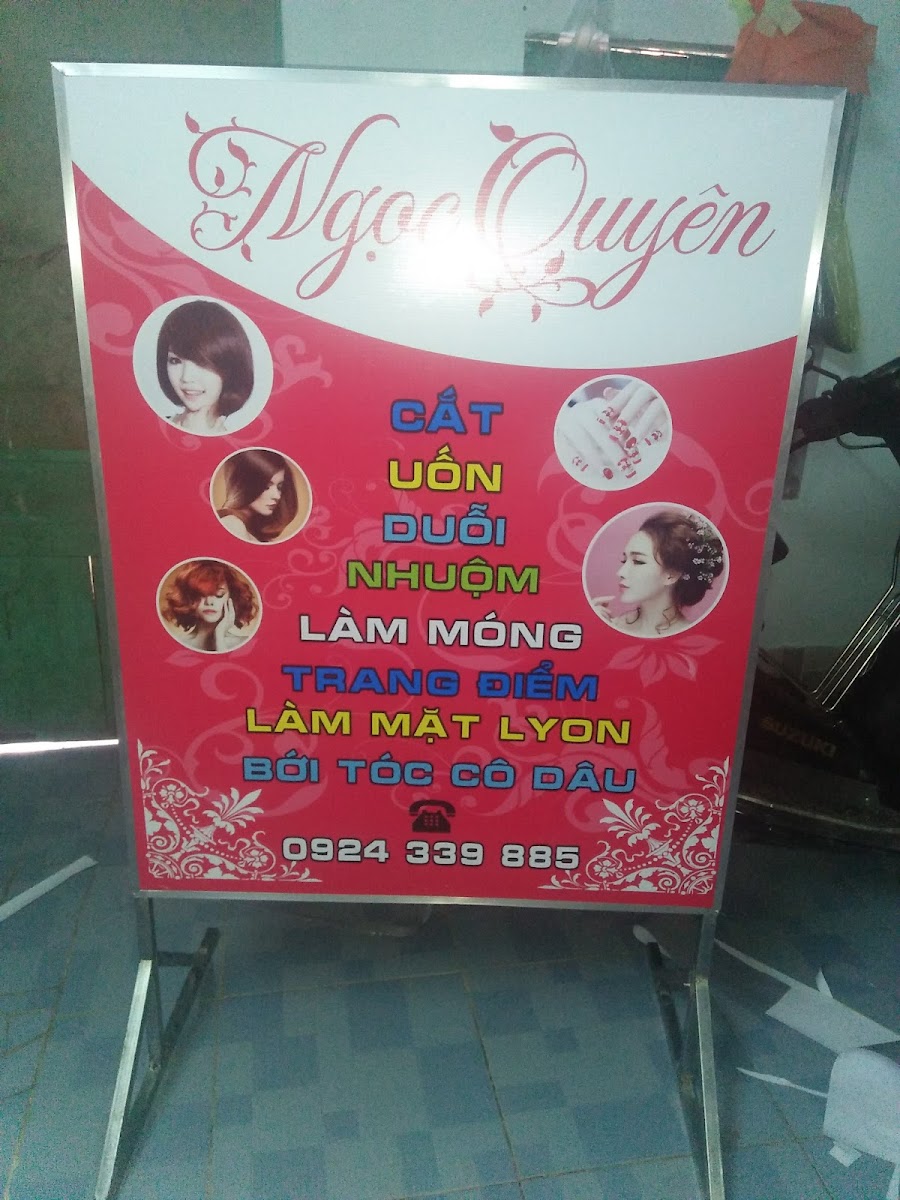 Ngọc Quyên
CẮT
UỐN
DUỖI
NHUỘM
LÀM MÓNG
TRANG ĐIỂM
LÀM MẶT LYON
BỚI TÓC CÔ DÂU
0924 339 885
SUZUKI